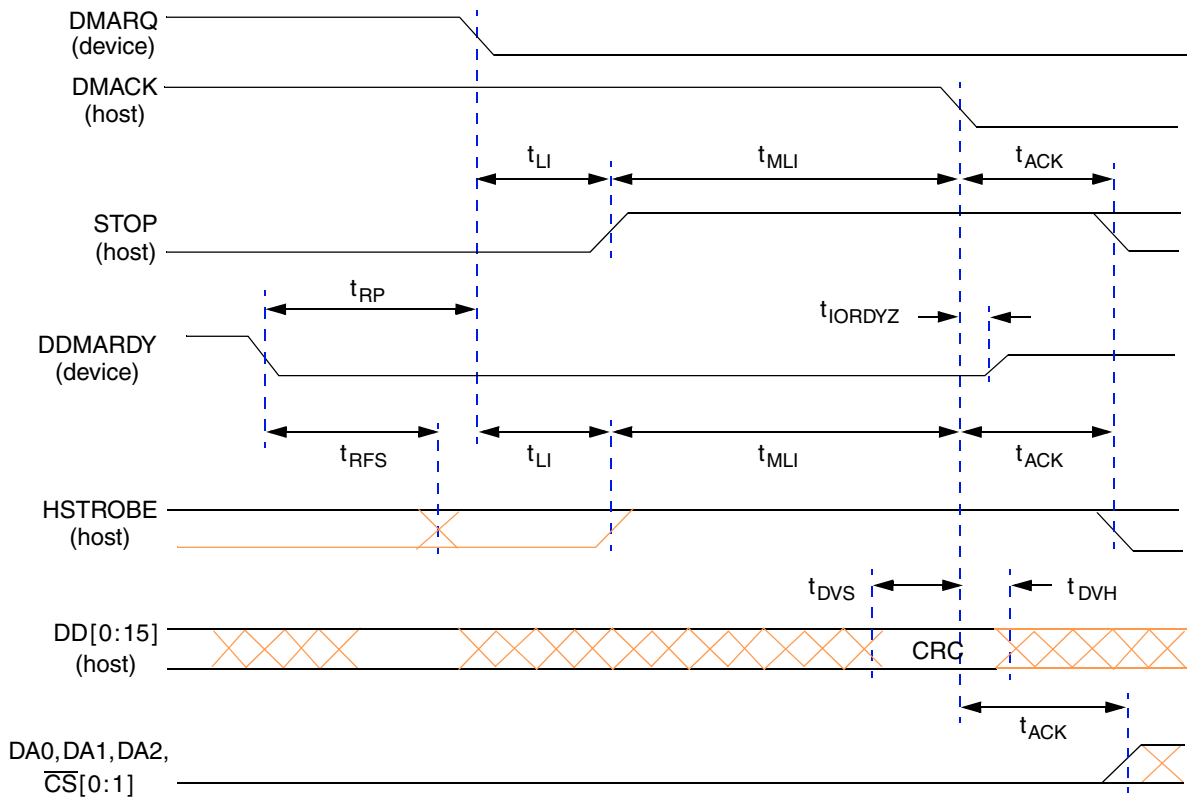 DMARQ
(device)
DMACK
(host)
tLI tMLI tACK
STOP
(host)
tRP
tIORDYZ
DDMARDY
(device)
tRFS tLI tMLI tACK
HSTROBE
(host)
tDVS tDVH
DD[0:15]
(host)
CRC
tACK
DA0,DA1,DA2,
C̅S̅[0:1]